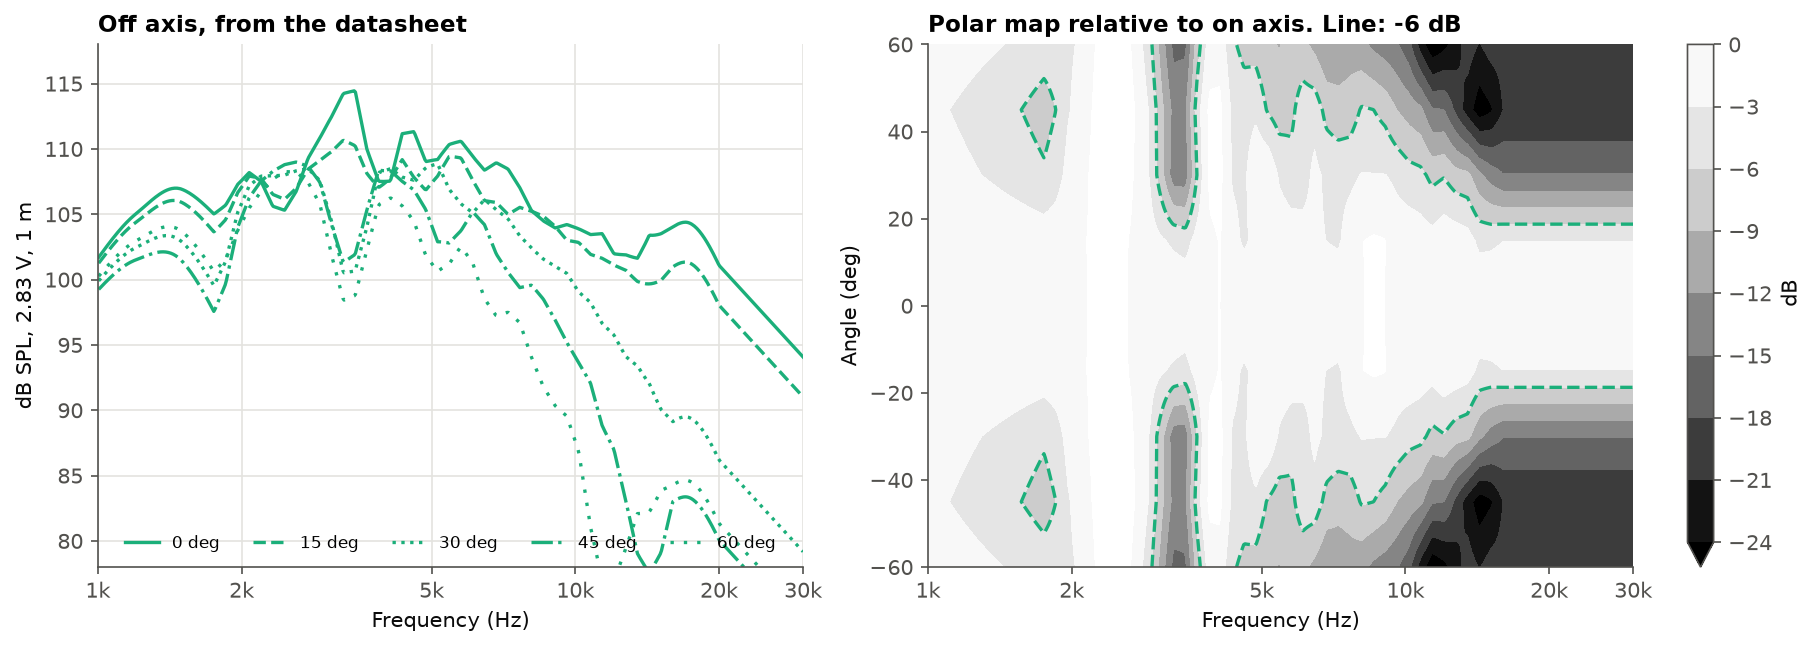 Off axis, from the datasheet
dB SPL, 2.83 V, 1 m
115
110
105
100
95
90
85
80
0 deg 15 deg 30 deg 45 deg 60 deg
1k 2k 5k 10k 20k 30k
Frequency (Hz)
Polar map relative to on axis. Line: -6 dB
Angle (deg)
60
40
20
0
−20
−40
−60
1k 2k 5k 10k 20k 30k
Frequency (Hz)
0
−3
−6
−9
−12
−15
−18
−21
−24
dB